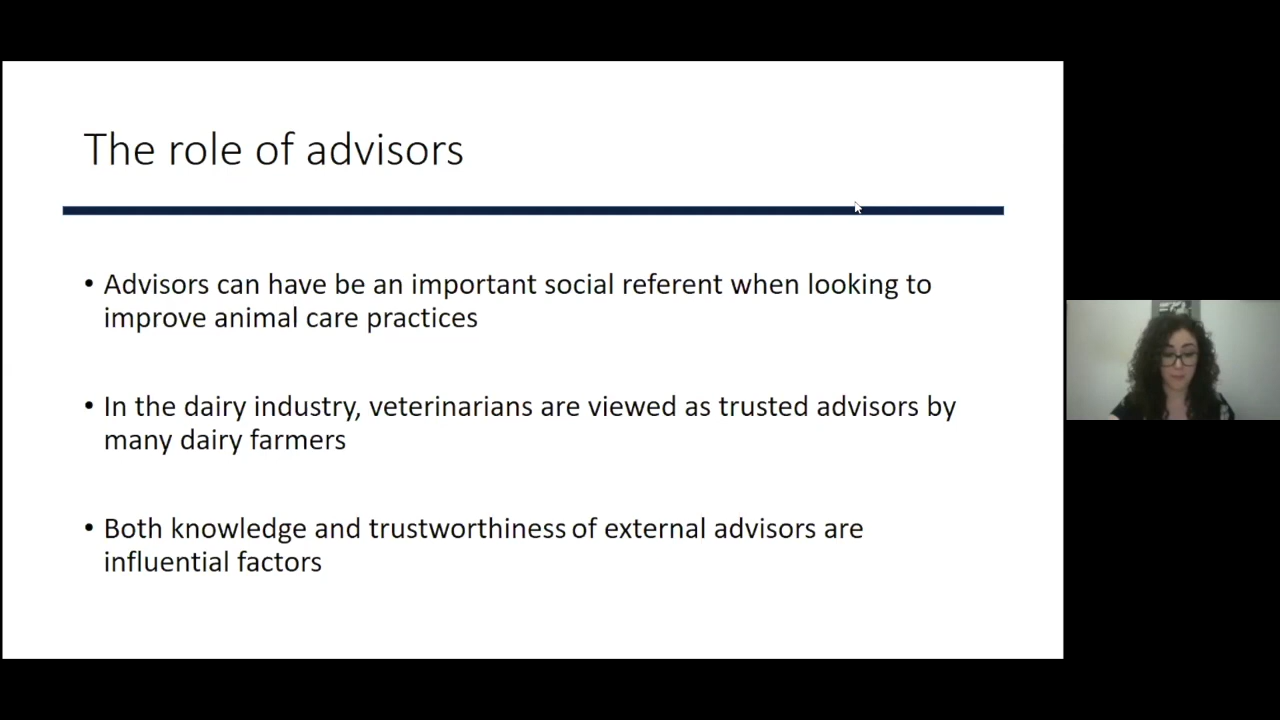 The role of advisors
• Advisors can have be an important social referent when looking to
improve animal care practices
• In the dairy industry, veterinarians are viewed as trusted advisors by
many dairy farmers
• Both knowledge and trustworthiness of external advisors are
influential factors